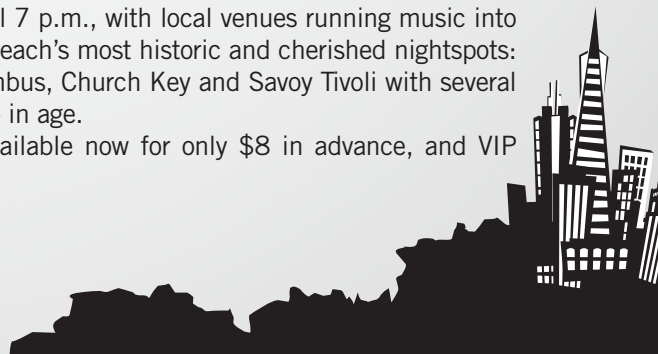 l 7 p.m., with local venues running music into
each’s most historic and cherished nightspots:
nbus, Church Key and Savoy Tivoli with several
in age.
ailable now for only $8 in advance, and VIP